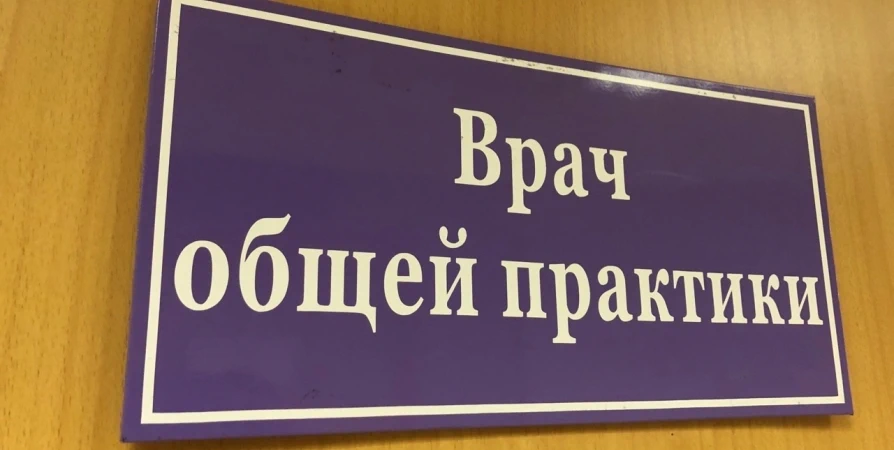 Врач
общей практики